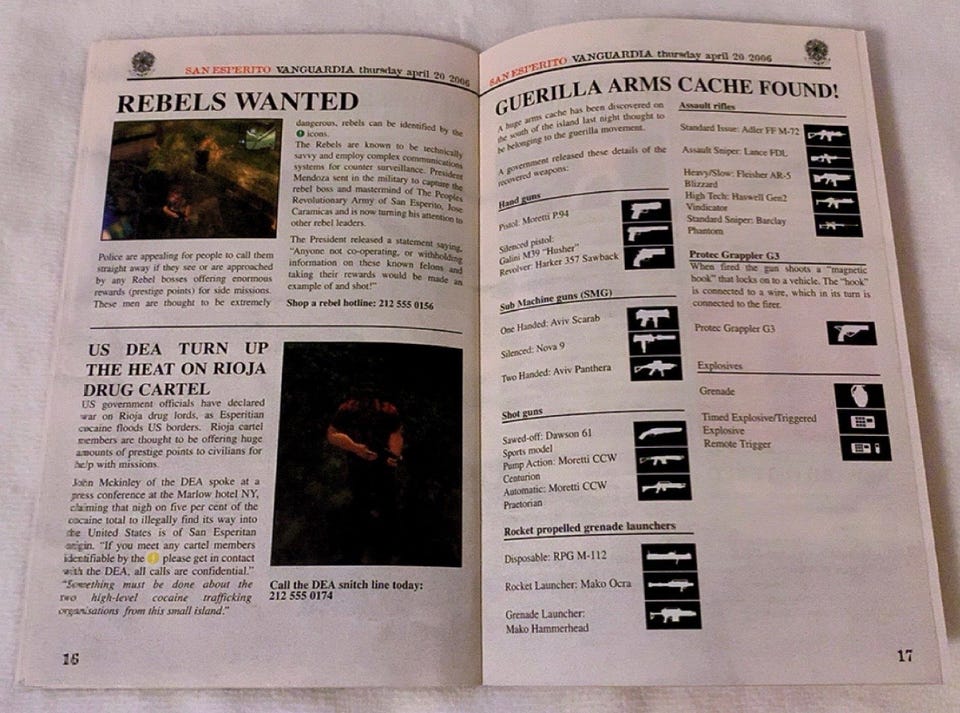 SAN ESPERITO VANGUARDIA thursday april 20 2006
REBELS WANTED
Police are appealing for people to call them
straight away if they see or are approached
by any Rebel bosses offering enormous
rewards (prestige points) for side missions.
These men are thought to be extremely
dangerous, rebels can be identified by the
icons.
The Rebels are known to be technically
savvy and employ complex communications
systems for counter surveillance. President
Mendoza sent in the military to capture the
rebel boss and mastermind of The Peoples
Revolutionary Army of San Esperito, Jose
Caramicas and is now turning his attention to
other rebel leaders.
The President released a statement saying,
"Anyone not co-operating, or withholding
information on these known felons and
taking their rewards would be made an
example of and shot!"
Shop a rebel hotline: 212 555 0156
US DEA TURN UP
THE HEAT ON RIOJA
DRUG CARTEL
US government officials have declared
war on Rioja drug lords, as Esperitian
cocaine floods US borders. Rioja cartel
members are thought to be offering huge
amounts of prestige points to civilians for
help with missions.
John Mckinley of the DEA spoke at a
press conference at the Marlow hotel NY,
claiming that nigh on five per cent of the
cocaine total to illegally find its way into
the United States is of San Esperitan
origin. "If you meet any cartel members
identifiable by the please get in contact
with the DEA, all calls are confidential."
"Something must be done about the
two high-level cocaine trafficking
organisations from this small island."
Call the DEA snitch line today:
212 555 0174
16
SAN ESPERITO VANGUARDIA thursday april 20 2006
GUERILLA ARMS CACHE FOUND!
A huge arms cache has been discovered on
the south of the island last night thought to
be belonging to the guerilla movement.
A government released these details of the
recovered weapons:
Hand guns
Pistol: Moretti P.94
Silenced pistol:
Galini M39 "Husher"
Revolver: Harker 357 Sawback
Sub Machine guns (SMG)
One Handed: Aviv Scarab
Silenced: Nova 9
Two Handed: Aviv Panthera
Shot guns
Sawed-off: Dawson 61
Sports model
Pump Action: Moretti CCW
Centurion
Automatic: Moretti CCW
Praetorian
Rocket propelled grenade launchers
Disposable: RPG M-112
Rocket Launcher: Mako Ocra
Grenade Launcher:
Mako Hammerhead
Assault rifles
Standard Issue: Adler FF M-72
Assault Sniper: Lance FDL
Heavy/Slow: Fleisher AR-5
Blizzard
High Tech: Haswell Gen2
Vindicator
Standard Sniper: Barclay
Phantom
Protec Grappler G3
When fired the gun shoots a "magnetic
hook" that locks on to a vehicle. The "hook"
is connected to a wire, which in its turn is
connected to the firer.
Protec Grappler G3
Explosives
Grenade
Timed Explosive/Triggered
Explosive
Remote Trigger
17